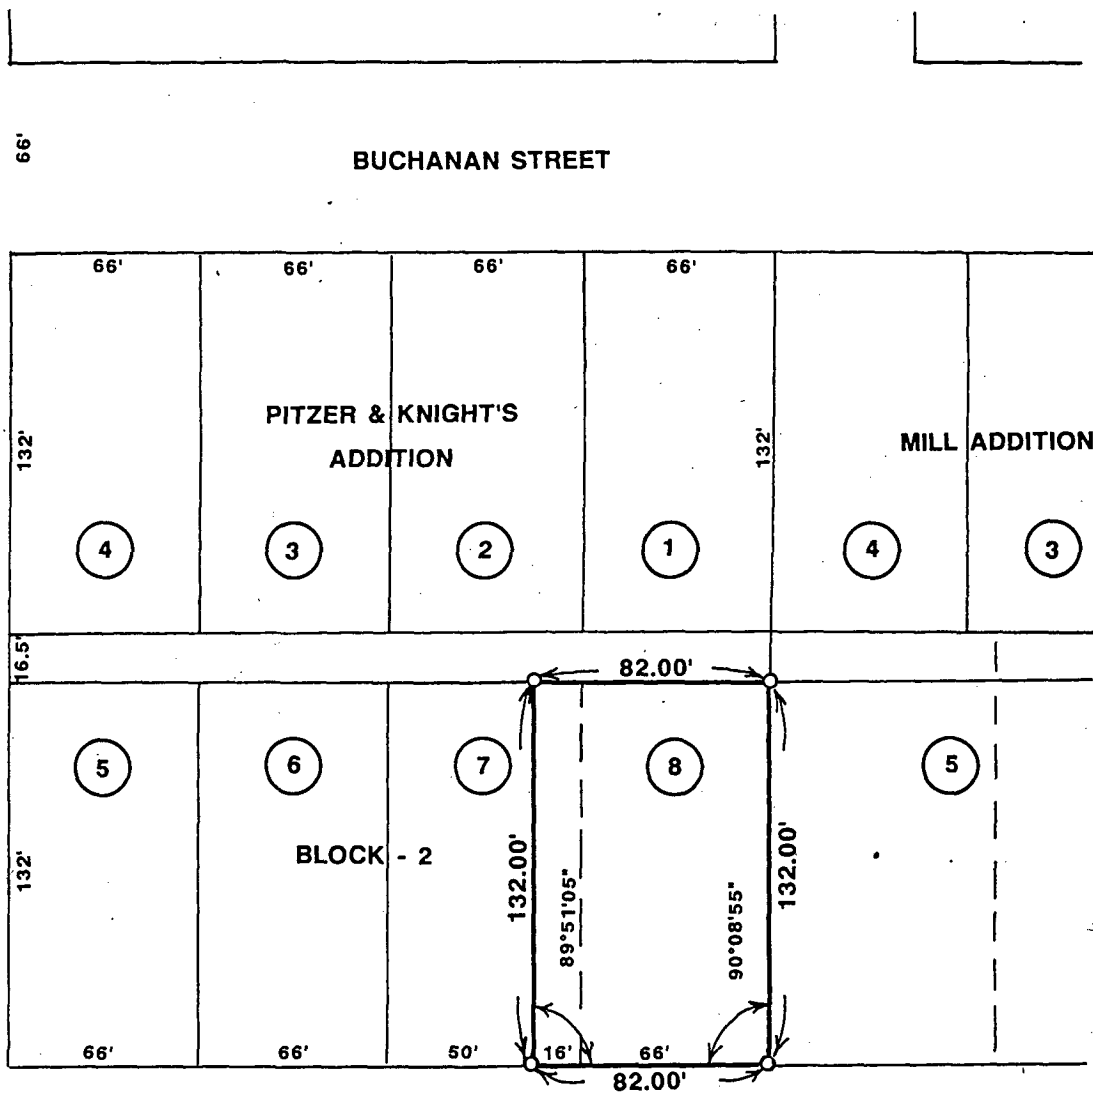 66'
BUCHANAN STREET
66' 66' 66' 66'
PITZER & KNIGHT'S
ADDITION
MILL ADDITION
132'
132'
4 3 2 1 4 3
16.5'
82.00'
5 6 7 8 5
BLOCK - 2
132'
132.00'
89°51'05"
90°08'55"
132.00'
66' 66' 50' 16' 66'
82.00'